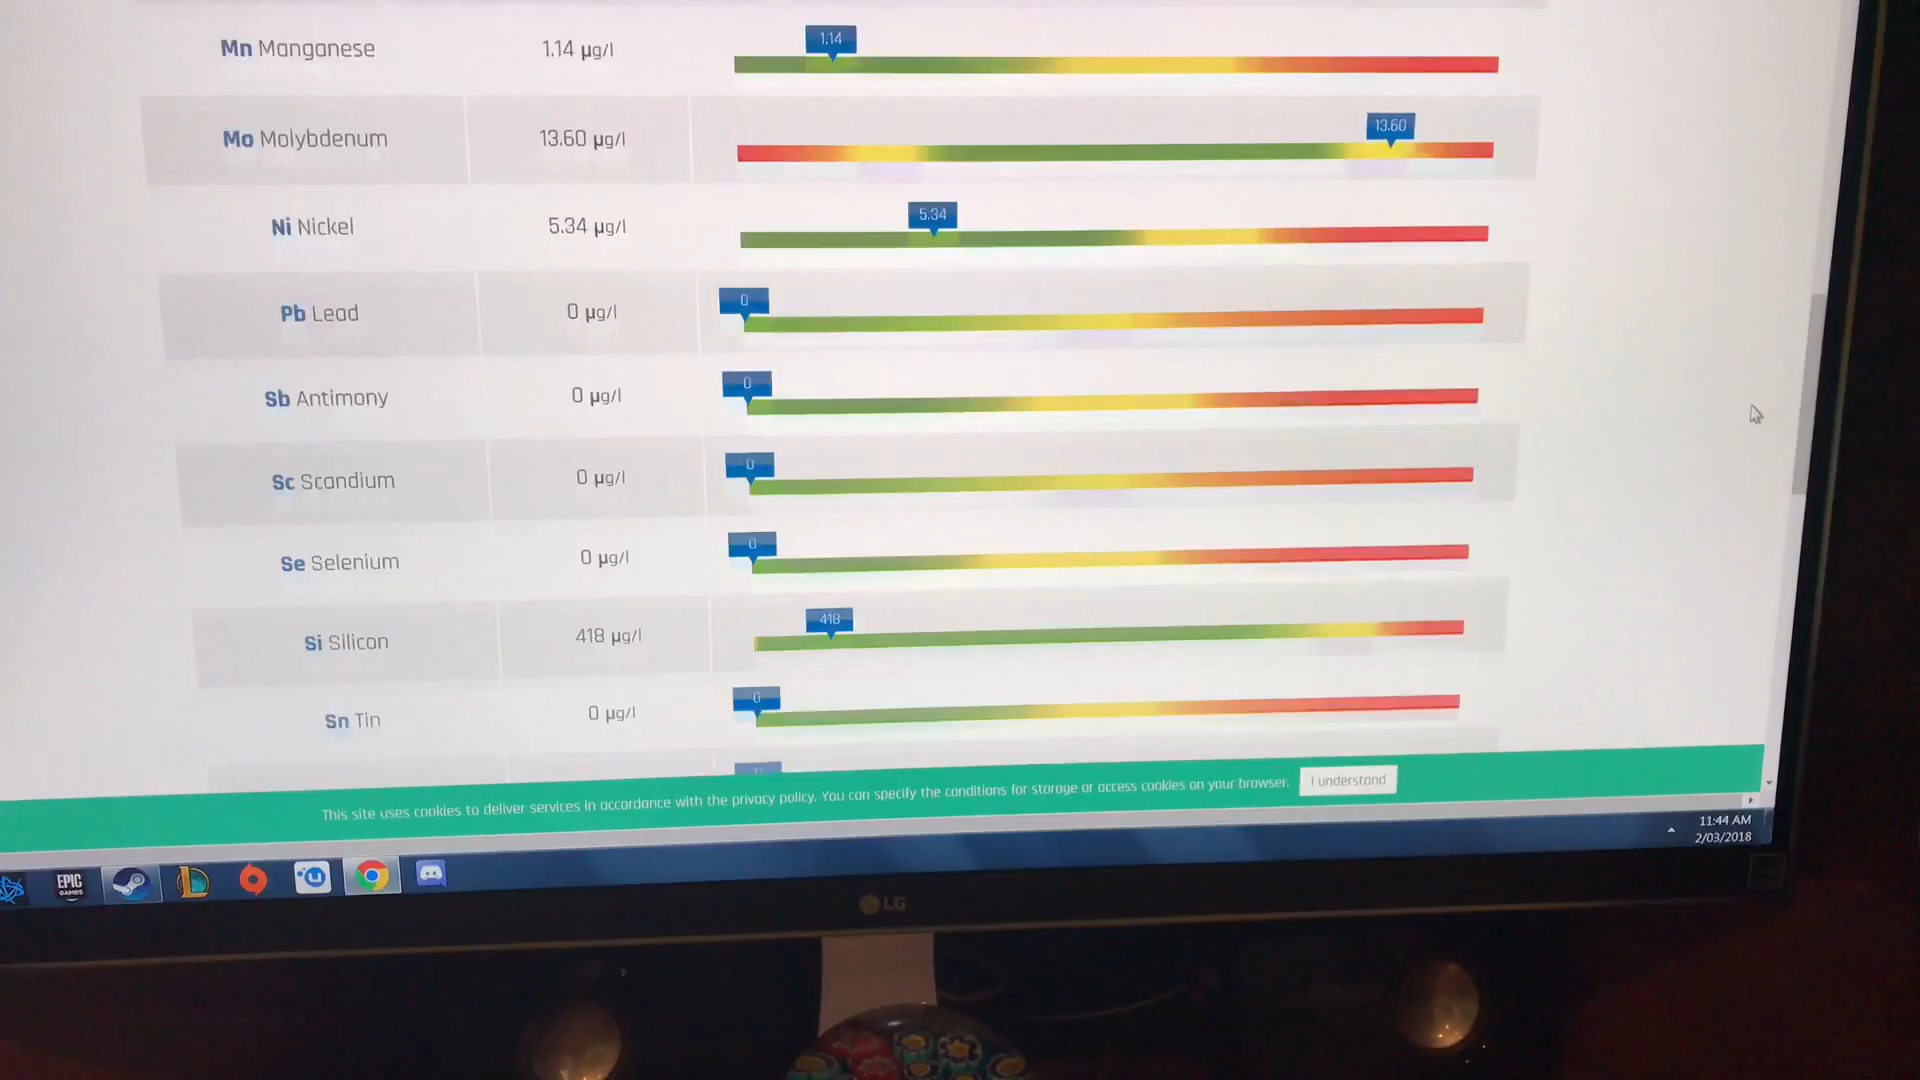 Mn Manganese 1.14 µg/l 1.14
Mo Molybdenum 13.60 µg/l 13.60
Ni Nickel 5.34 µg/l 5.34
Pb Lead 0 µg/l 0
Sb Antimony 0 µg/l 0
Sc Scandium 0 µg/l 0
Se Selenium 0 µg/l 0
Si Silicon 418 µg/l 418
Sn Tin 0 µg/l 0
This site uses cookies to deliver services in accordance with the privacy policy. You can specify the conditions for storage or access cookies on your browser. I understand
11:44 AM
2/03/2018
EPIC
GAMES
LG